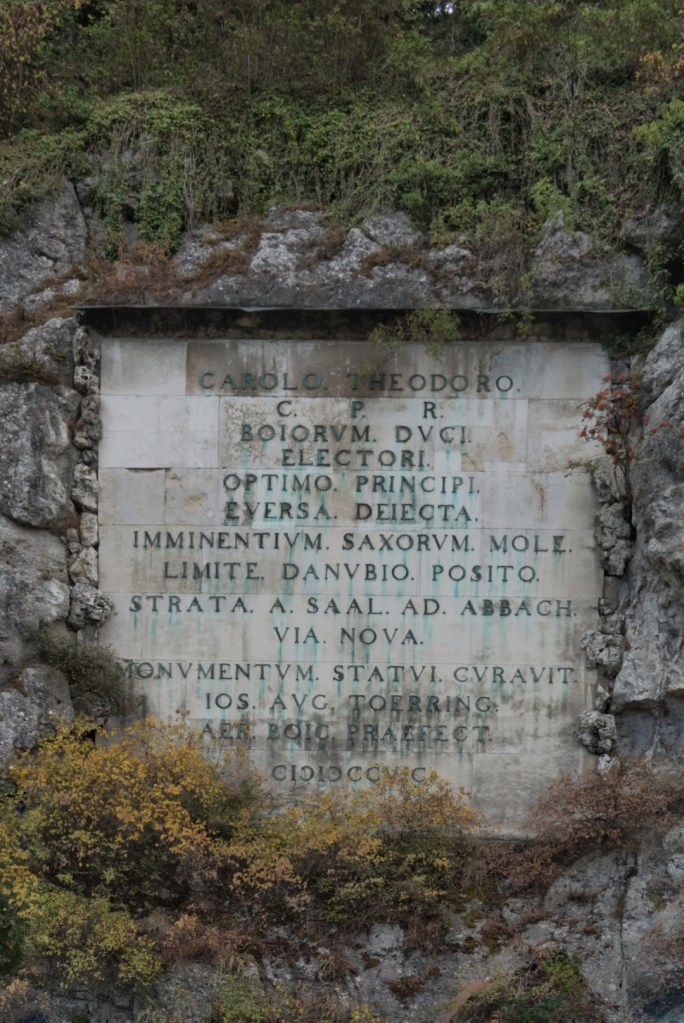 CAROLO. THEODORO.
C. P. R.
BOIORVM. DVCI.
ELECTORI.
OPTIMO. PRINCIPI.
EVERSA. DEIECTA.
IMMINENTIVM. SAXORVM. MOLE.
LIMITE. DANVBIO. POSITO.
STRATA. A. SAAL. AD. ABBACH.
VIA. NOVA.
MONVMENTVM. STATVI. CVRAVIT.
IOS. AVG. TOERRING.
AER. BOIC. PRAEFECT.